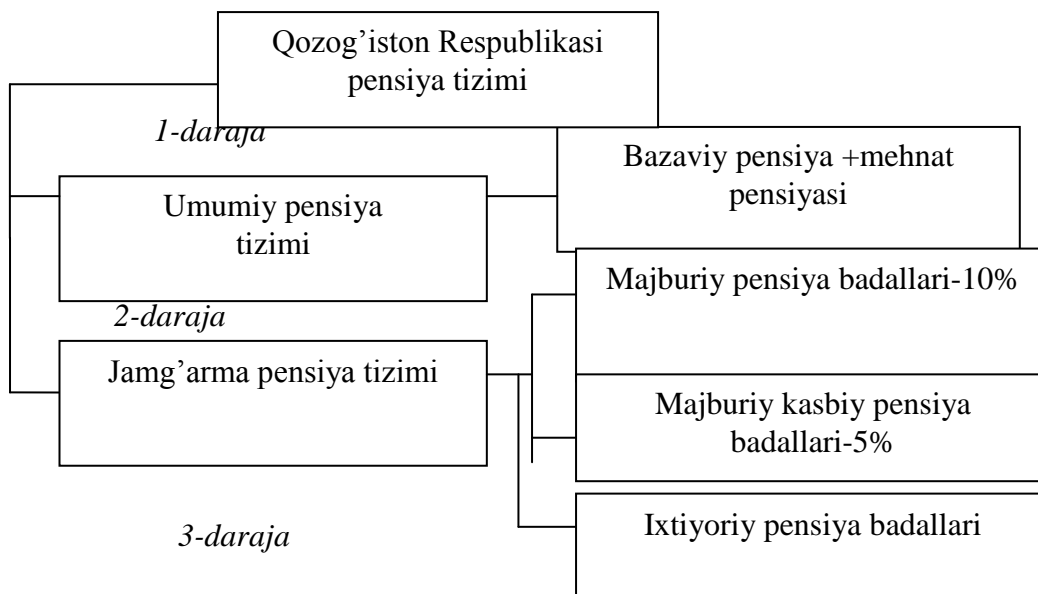 Qozog’iston Respublikasi
pensiya tizimi
1-daraja
Bazaviy pensiya +mehnat
pensiyasi
Umumiy pensiya
tizimi
Majburiy pensiya badallari-10%
2-daraja
Jamg’arma pensiya tizimi
Majburiy kasbiy pensiya
badallari-5%
3-daraja
Ixtiyoriy pensiya badallari